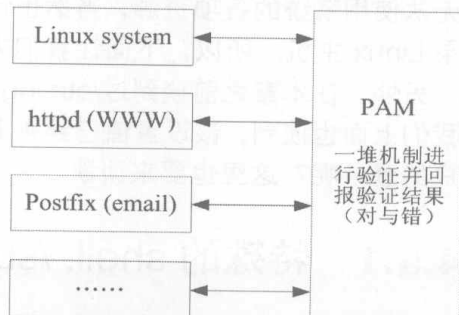 Linux system
httpd (WWW)
Postfix (email)
……
PAM
一堆机制进
行验证并回
报验证结果
（对与错）